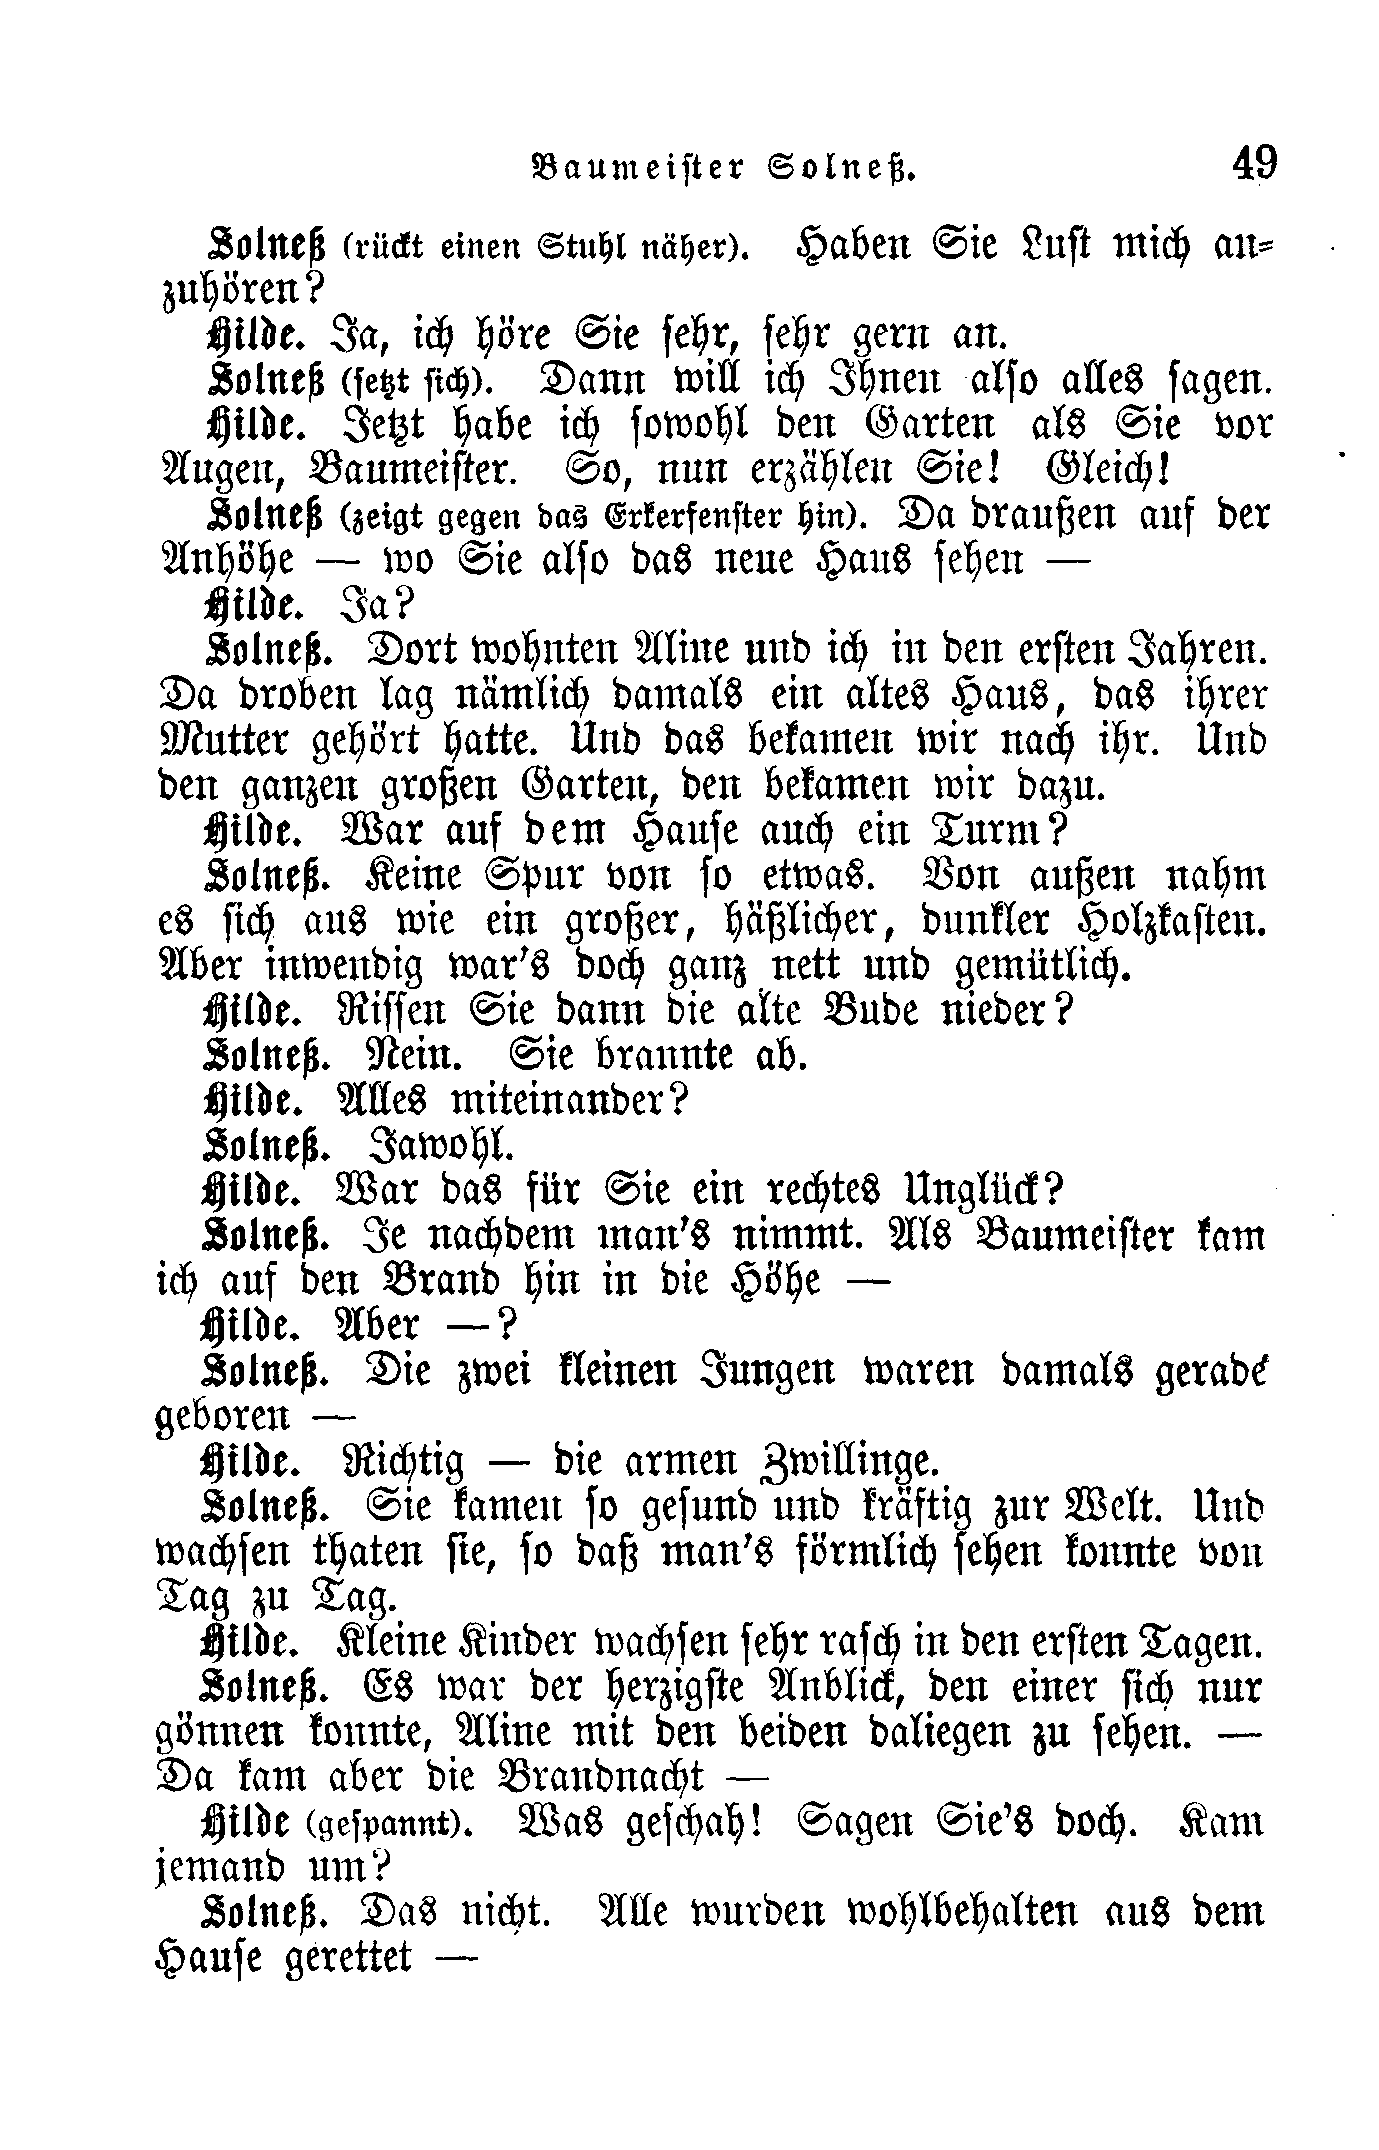 Baumeister Solneß. 49
Solneß (rückt einen Stuhl näher). Haben Sie Lust mich an-
zuhören?
Hilde. Ja, ich höre Sie sehr, sehr gern an.
Solneß (setzt sich). Dann will ich Ihnen also alles sagen.
Hilde. Jetzt habe ich sowohl den Garten als Sie vor
Augen, Baumeister. So, nun erzählen Sie! Gleich!
Solneß (zeigt gegen das Erkerfenster hin). Da draußen auf der
Anhöhe — wo Sie also das neue Haus sehen —
Hilde. Ja?
Solneß. Dort wohnten Aline und ich in den ersten Jahren.
Da droben lag nämlich damals ein altes Haus, das ihrer
Mutter gehört hatte. Und das bekamen wir nach ihr. Und
den ganzen großen Garten, den bekamen wir dazu.
Hilde. War auf dem Hause auch ein Turm?
Solneß. Keine Spur von so etwas. Von außen nahm
es sich aus wie ein großer, häßlicher, dunkler Holzkasten.
Aber inwendig war's doch ganz nett und gemütlich.
Hilde. Rissen Sie dann die alte Bude nieder?
Solneß. Nein. Sie brannte ab.
Hilde. Alles miteinander?
Solneß. Jawohl.
Hilde. War das für Sie ein rechtes Unglück?
Solneß. Je nachdem man's nimmt. Als Baumeister kam
ich auf den Brand hin in die Höhe —
Hilde. Aber —?
Solneß. Die zwei kleinen Jungen waren damals gerade
geboren —
Hilde. Richtig — die armen Zwillinge.
Solneß. Sie kamen so gesund und kräftig zur Welt. Und
wachsen thaten sie, so daß man's förmlich sehen konnte von
Tag zu Tag.
Hilde. Kleine Kinder wachsen sehr rasch in den ersten Tagen.
Solneß. Es war der herzigste Anblick, den einer sich nur
gönnen konnte, Aline mit den beiden daliegen zu sehen. —
Da kam aber die Brandnacht —
Hilde (gespannt). Was geschah! Sagen Sie's doch. Kam
jemand um?
Solneß. Das nicht. Alle wurden wohlbehalten aus dem
Hause gerettet —